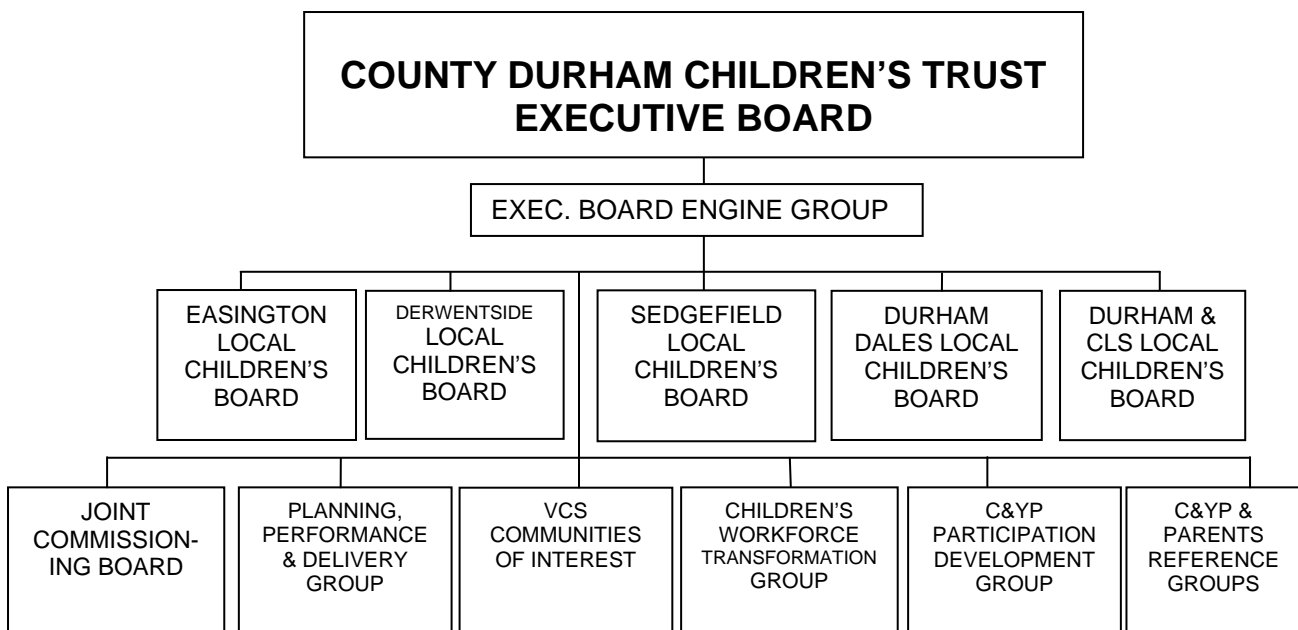 COUNTY DURHAM CHILDREN’S TRUST
EXECUTIVE BOARD
EXEC. BOARD ENGINE GROUP
EASINGTON
LOCAL
CHILDREN’S
BOARD
DERWENTSIDE
LOCAL
CHILDREN’S
BOARD
SEDGEFIELD
LOCAL
CHILDREN’S
BOARD
DURHAM
DALES LOCAL
CHILDREN’S
BOARD
DURHAM &
CLS LOCAL
CHILDREN’S
BOARD
JOINT
COMMISSION-
ING BOARD
PLANNING,
PERFORMANCE
& DELIVERY
GROUP
VCS
COMMUNITIES
OF INTEREST
CHILDREN’S
WORKFORCE
TRANSFORMATION
GROUP
C&YP
PARTICIPATION
DEVELOPMENT
GROUP
C&YP &
PARENTS
REFERENCE
GROUPS